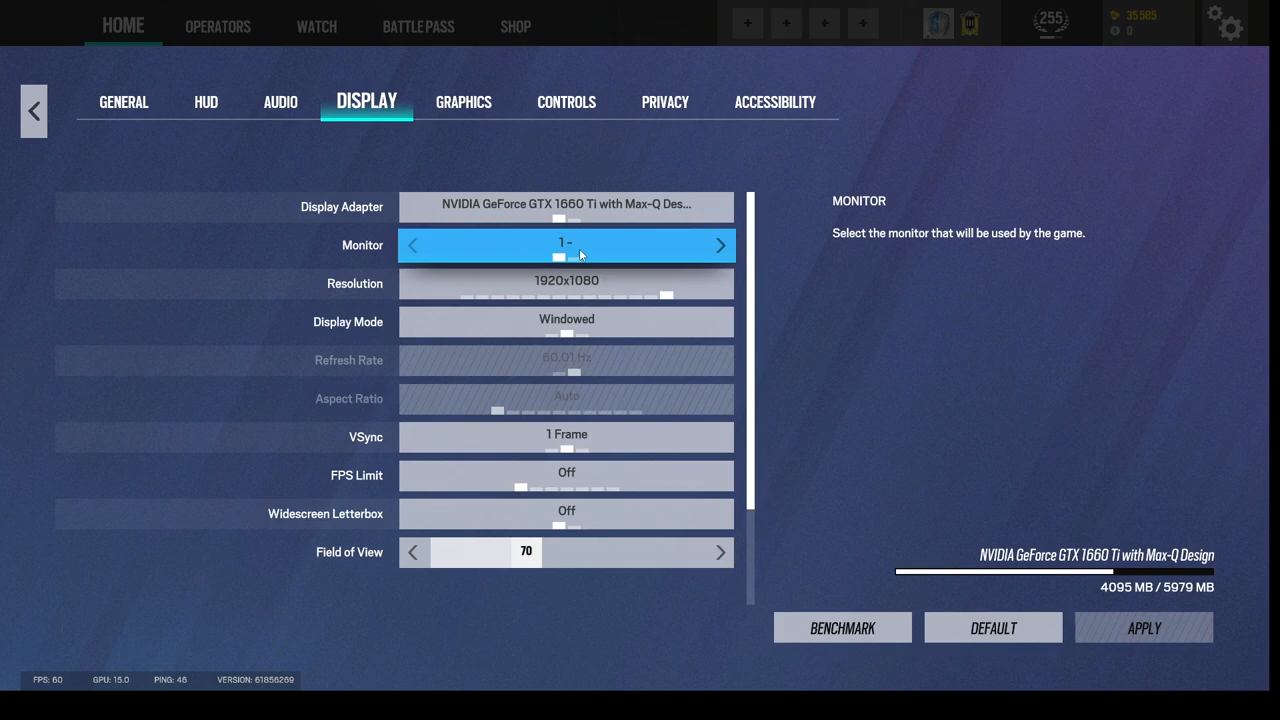 HOME OPERATORS WATCH BATTLE PASS SHOP + + + + 255 35585
0
GENERAL HUD AUDIO DISPLAY GRAPHICS CONTROLS PRIVACY ACCESSIBILITY
Display Adapter NVIDIA GeForce GTX 1660 Ti with Max-Q Des...
MONITOR
Monitor 1 -
Select the monitor that will be used by the game.
Resolution 1920x1080
Display Mode Windowed
Refresh Rate 60.01 Hz
Aspect Ratio Auto
VSync 1 Frame
FPS Limit Off
Widescreen Letterbox Off
Field of View 70
NVIDIA GeForce GTX 1660 Ti with Max-Q Design
4095 MB / 5979 MB
BENCHMARK DEFAULT APPLY
FPS: 60 GPU: 15.0 PING: 46 VERSION: 61856269